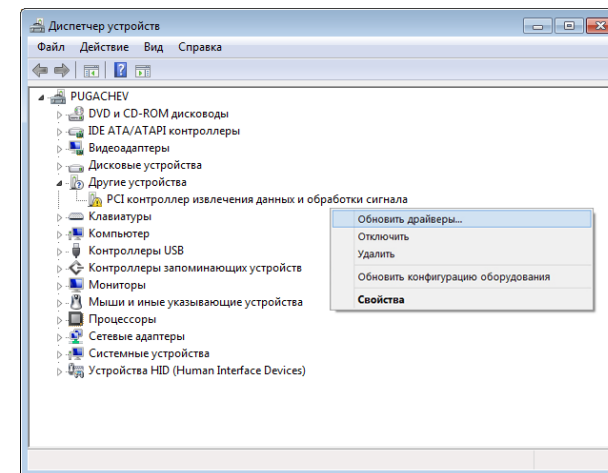 Диспетчер устройств
Файл Действие Вид Справка
PUGACHEV
DVD и CD-ROM дисководы
IDE ATA/ATAPI контроллеры
Видеоадаптеры
Дисковые устройства
Другие устройства
PCI контроллер извлечения данных и обработки сигнала
Клавиатуры
Компьютер
Контроллеры USB
Контроллеры запоминающих устройств
Мониторы
Мыши и иные указывающие устройства
Процессоры
Сетевые адаптеры
Системные устройства
Устройства HID (Human Interface Devices)
Обновить драйверы...
Отключить
Удалить
Обновить конфигурацию оборудования
Свойства